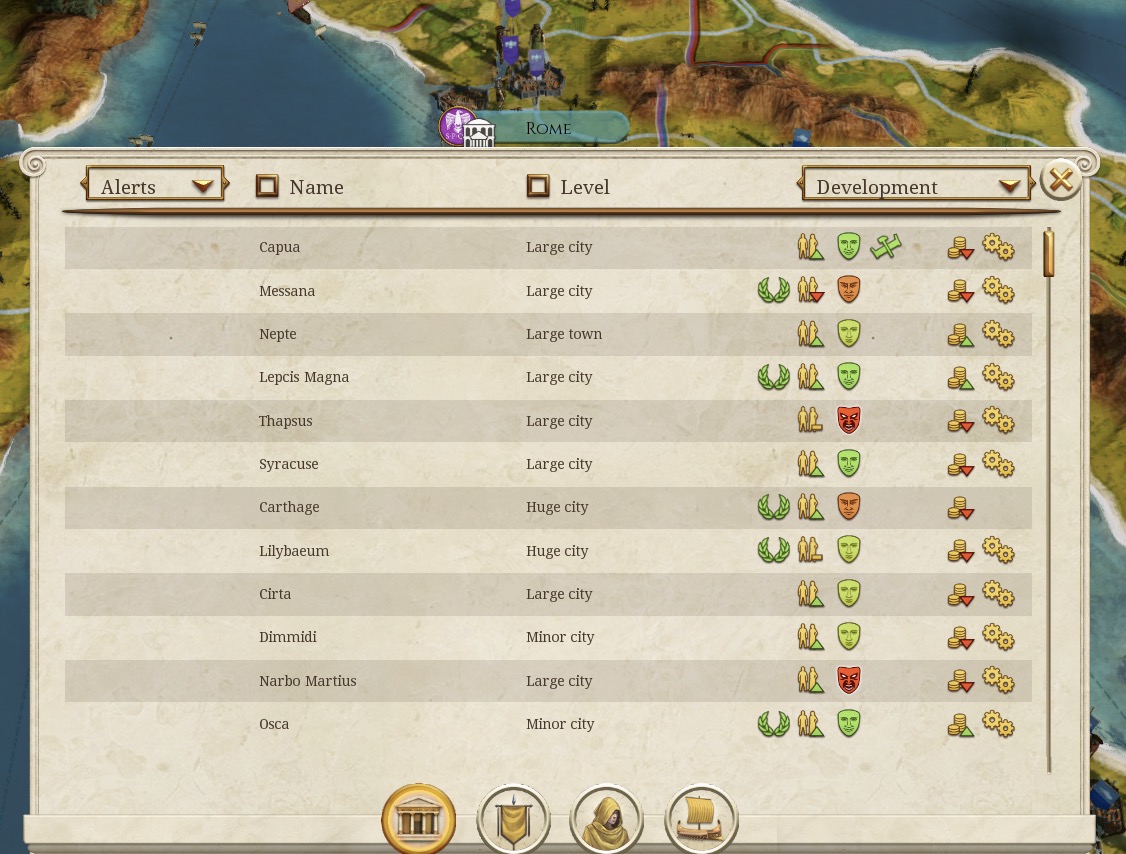 Rome
Alerts Name Level Development
Capua Large city
Messana Large city
Nepte Large town
Lepcis Magna Large city
Thapsus Large city
Syracuse Large city
Carthage Huge city
Lilybaeum Huge city
Cirta Large city
Dimmidi Minor city
Narbo Martius Large city
Osca Minor city